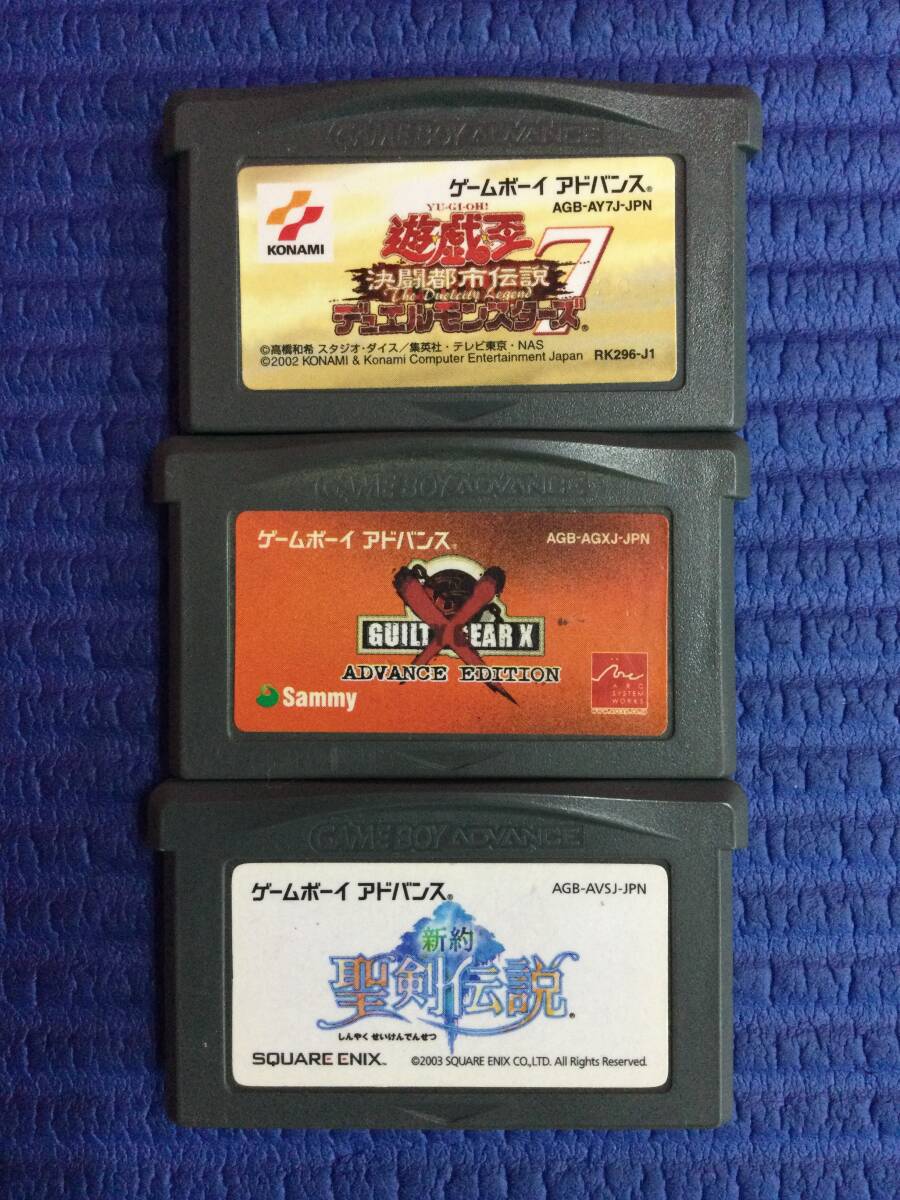 GAME BOY ADVANCE
ゲームボーイ アドバンス®
AGB-AY7J-JPN
KONAMI
YU-GI-OH!
遊☆戯☆王
7
決闘都市伝説
The Duelcity Legend
デュエルモンスターズ®
©高橋和希 スタジオ・ダイス/集英社・テレビ東京・NAS
©2002 KONAMI & Konami Computer Entertainment Japan RK296-J1
GAME BOY ADVANCE
ゲームボーイ アドバンス®
AGB-AGXJ-JPN
GUILTY GEAR X
ADVANCE EDITION
Sammy
Arc
ARC
SYSTEM
WORKS
GAME BOY ADVANCE
ゲームボーイ アドバンス®
AGB-AVSJ-JPN
新約
聖剣伝説®
しんやく せいけんでんせつ
SQUARE ENIX™
©2003 SQUARE ENIX CO.,LTD. All Rights Reserved.